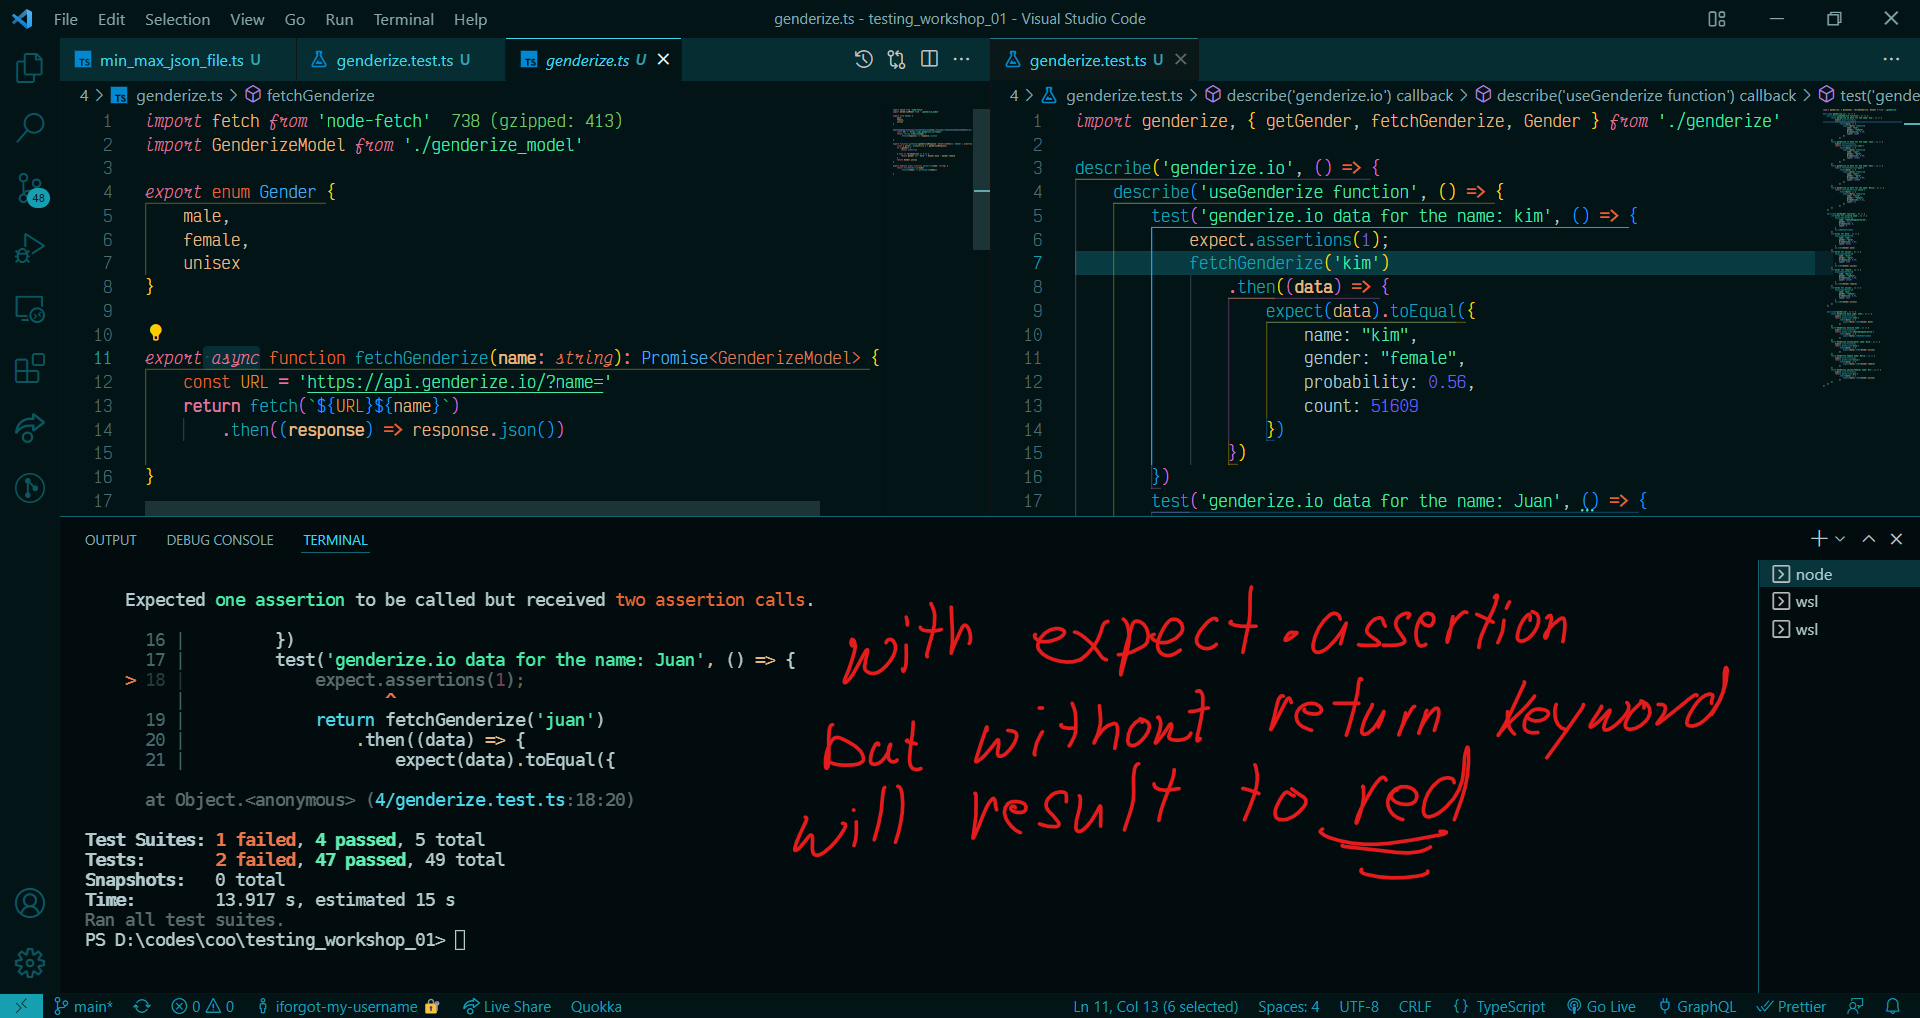 File Edit Selection View Go Run Terminal Help
genderize.ts - testing_workshop_01 - Visual Studio Code
min_max_json_file.ts U
genderize.test.ts U
genderize.ts U
4 > genderize.ts > fetchGenderize
1 import fetch from 'node-fetch' 738 (gzipped: 413)
2 import GenderizeModel from './genderize_model'
3
4 export enum Gender {
5 male,
6 female,
7 unisex
8 }
9
10
11 export async function fetchGenderize(name: string): Promise<GenderizeModel> {
12 const URL = 'https://api.genderize.io/?name='
13 return fetch(`${URL}${name}`)
14 .then((response) => response.json())
15
16 }
17
genderize.test.ts U
4 > genderize.test.ts > describe('genderize.io') callback > describe('useGenderize function') callback > test('gende
1 import genderize, { getGender, fetchGenderize, Gender } from './genderize'
2
3 describe('genderize.io', () => {
4 describe('useGenderize function', () => {
5 test('genderize.io data for the name: kim', () => {
6 expect.assertions(1);
7 fetchGenderize('kim')
8 .then((data) => {
9 expect(data).toEqual({
10 name: "kim",
11 gender: "female",
12 probability: 0.56,
13 count: 51609
14 })
15 })
16 })
17 test('genderize.io data for the name: Juan', () => {
48
OUTPUT DEBUG CONSOLE TERMINAL
Expected one assertion to be called but received two assertion calls.
16 | })
17 | test('genderize.io data for the name: Juan', () => {
> 18 | expect.assertions(1);
| ^
19 | return fetchGenderize('juan')
20 | .then((data) => {
21 | expect(data).toEqual({
at Object.<anonymous> (4/genderize.test.ts:18:20)
Test Suites: 1 failed, 4 passed, 5 total
Tests: 2 failed, 47 passed, 49 total
Snapshots: 0 total
Time: 13.917 s, estimated 15 s
Ran all test suites.
PS D:\codes\coo\testing_workshop_01>
with expect.assertion
but without return keyword
will result to red
node
wsl
wsl
main* 0 0 iforgot-my-username Live Share Quokka
Ln 11, Col 13 (6 selected) Spaces: 4 UTF-8 CRLF {} TypeScript Go Live GraphQL Prettier